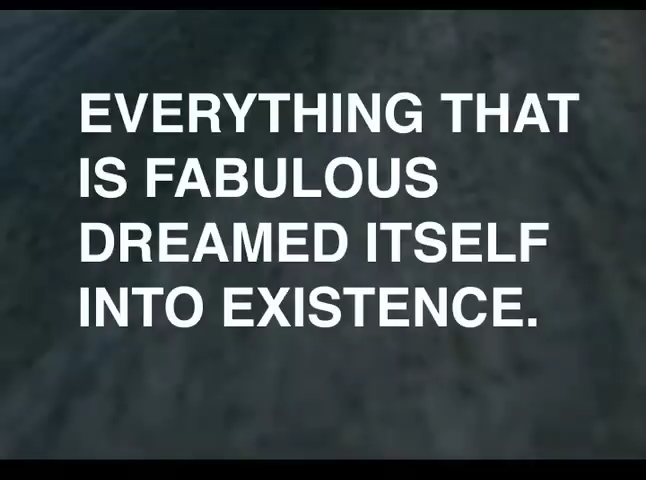 EVERYTHING THAT
IS FABULOUS
DREAMED ITSELF
INTO EXISTENCE.